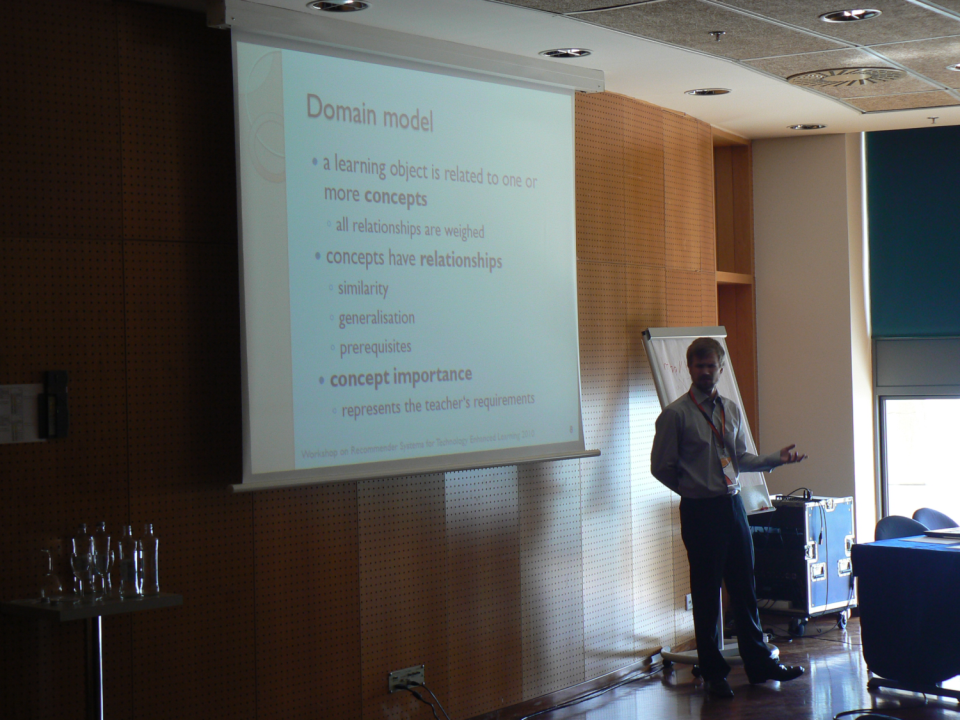 Domain model
• a learning object is related to one or
more concepts
◦ all relationships are weighed
• concepts have relationships
◦ similarity
◦ generalisation
◦ prerequisites
• concept importance
◦ represents the teacher's requirements
Workshop on Recommender Systems for Technology Enhanced Learning 2010
8